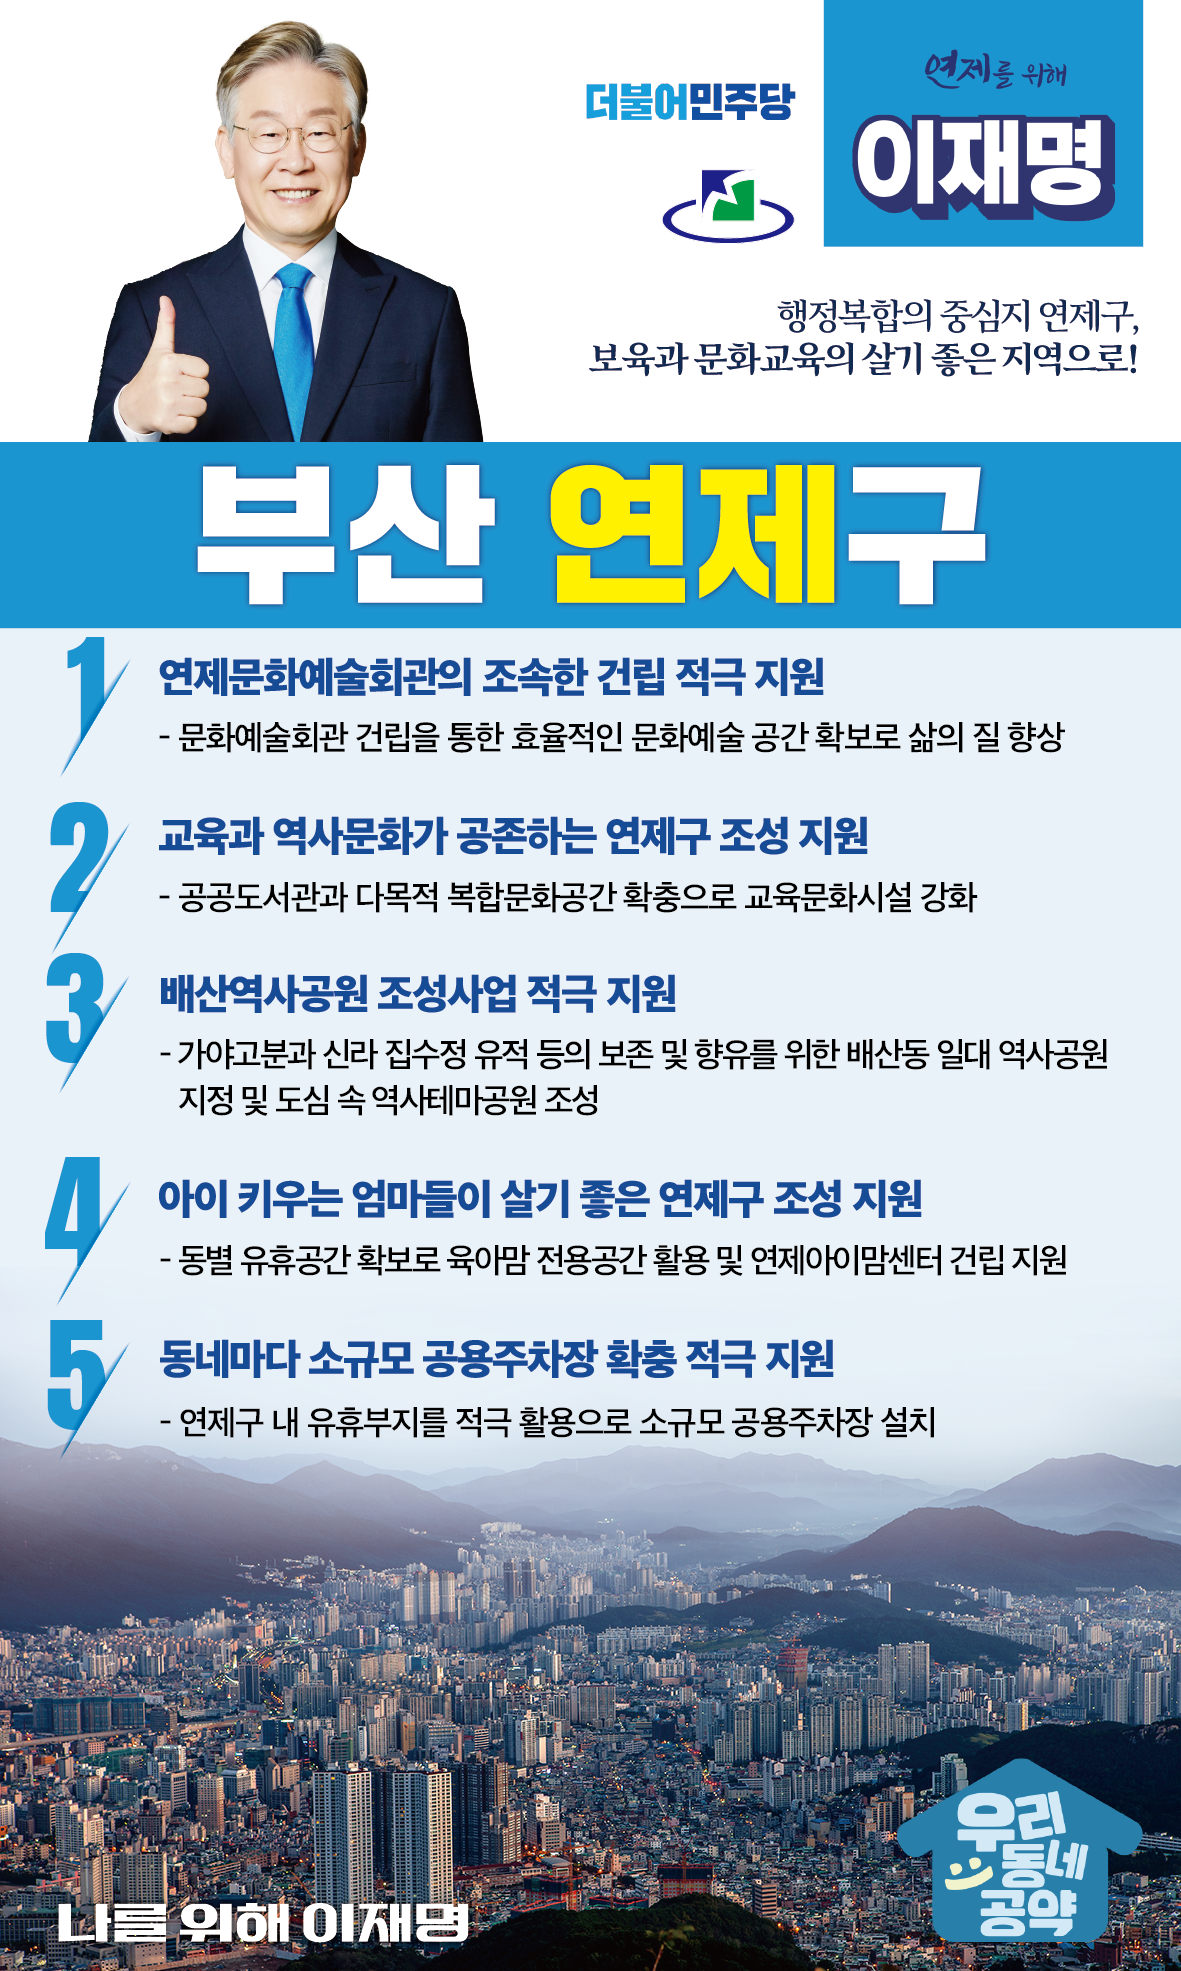 더불어민주당
연제를 위해
이재명
행정복합의 중심지 연제구,
보육과 문화교육의 살기 좋은 지역으로!
부산 연제구
1
연제문화예술회관의 조속한 건립 적극 지원
- 문화예술회관 건립을 통한 효율적인 문화예술 공간 확보로 삶의 질 향상
2
교육과 역사문화가 공존하는 연제구 조성 지원
- 공공도서관과 다목적 복합문화공간 확충으로 교육문화시설 강화
3
배산역사공원 조성사업 적극 지원
- 가야고분과 신라 집수정 유적 등의 보존 및 향유를 위한 배산동 일대 역사공원
지정 및 도심 속 역사테마공원 조성
4
아이 키우는 엄마들이 살기 좋은 연제구 조성 지원
- 동별 유휴공간 확보로 육아맘 전용공간 활용 및 연제아이맘센터 건립 지원
5
동네마다 소규모 공용주차장 확충 적극 지원
- 연제구 내 유휴부지를 적극 활용으로 소규모 공용주차장 설치
우리
동네
공약
나를 위해 이재명